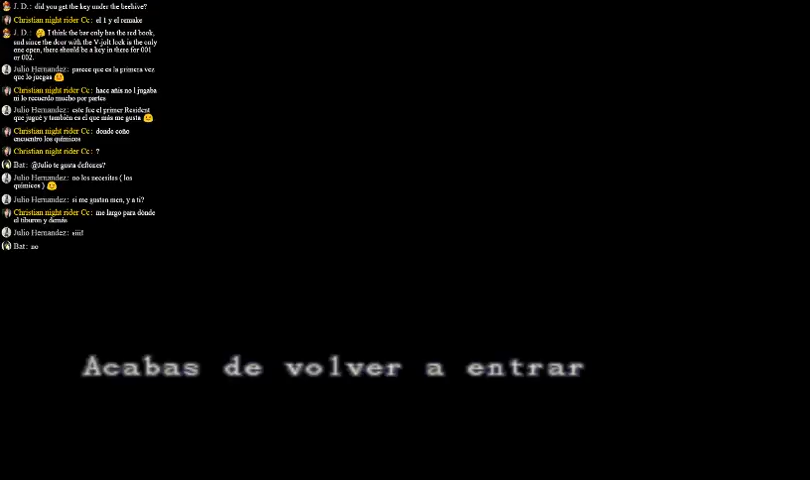 J. D.: did you get the key under the beehive?
Christian night rider Cc: el 1 y el remake
J. D.: 🤔 I think the bar only has the red book,
and since the door with the V-jolt lock is the only
one open, there should be a key in there for 001
or 002.
Julio Hernandez: parece que es la primera vez
que lo juegas
Christian night rider Cc: hace añis no l jugaba
ni lo recuerdo mucho por partes
Julio Hernandez: este fue el primer Resident
que jugué y también es el que más me gusta
Christian night rider Cc: donde coño
encuentro los químicos
Christian night rider Cc: ?
Bat: @Julio te gusta deftones?
Julio Hernandez: no los necesitas ( los
químicos )
Julio Hernandez: si me gustan men, y a ti?
Christian night rider Cc: me largo para donde
el tiburon y demás
Julio Hernandez: siii!
Bat: no
Acabas de volver a entrar